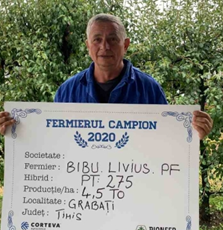 FERMIERUL CAMPION
2020
Societate :
Fermier : BIBU LIVIUS PF
Hibrid : PT 275
Producție/ha : 4,5 TO
Localitate : GRABAȚI
Județ : TIMIS
CORTEVA
PIONEER